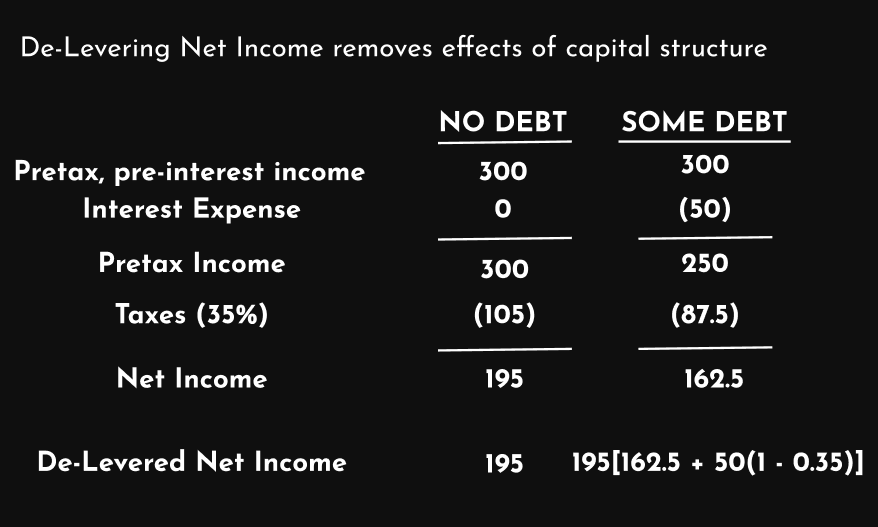 De-Levering Net Income removes effects of capital structure
NO DEBT SOME DEBT
Pretax, pre-interest income 300 300
Interest Expense 0 (50)
Pretax Income 300 250
Taxes (35%) (105) (87.5)
Net Income 195 162.5
De-Levered Net Income 195 195[162.5 + 50(1 - 0.35)]